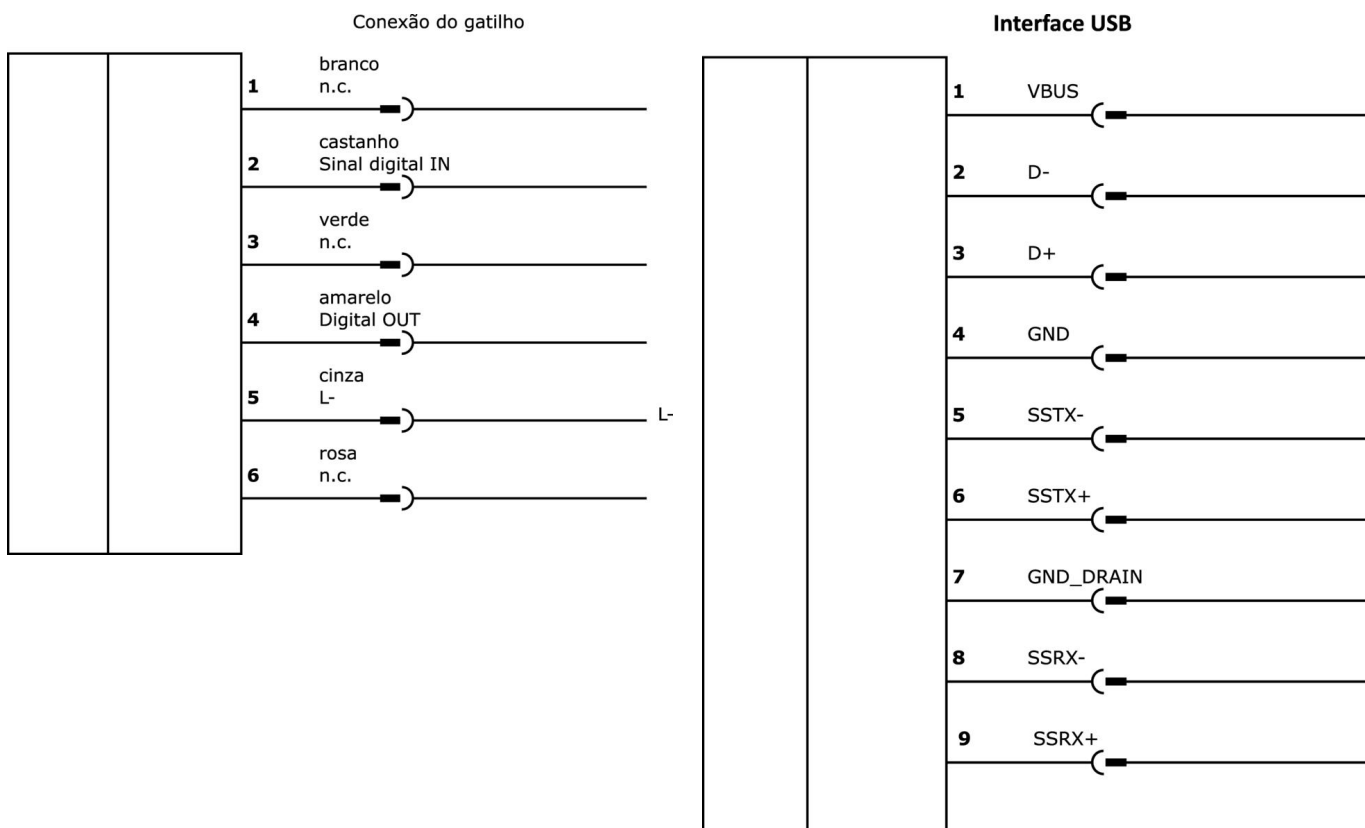 Conexão do gatilho
branco
1 n.c.
castanho
2 Sinal digital IN
verde
3 n.c.
amarelo
4 Digital OUT
cinza
5 L-
L-
rosa
6 n.c.
Interface USB
1 VBUS
2 D-
3 D+
4 GND
5 SSTX-
6 SSTX+
7 GND_DRAIN
8 SSRX-
9 SSRX+